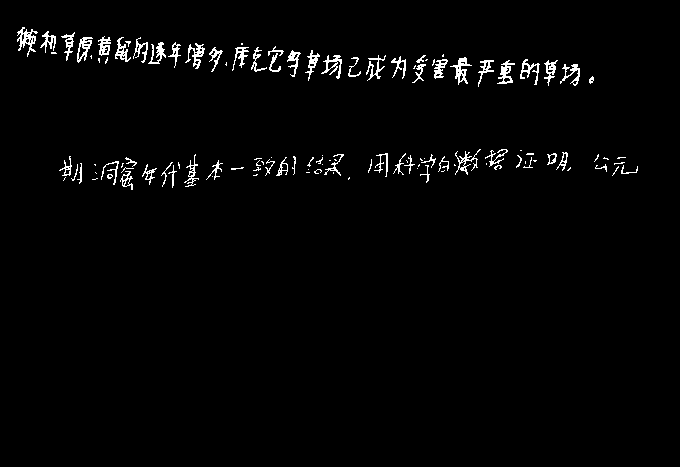 獭和草原黄鼠的逐年增多,库克它等草场已成为受害最严重的草场。
期洞窟年代基本一致的结果,用科学的数据证明,公元